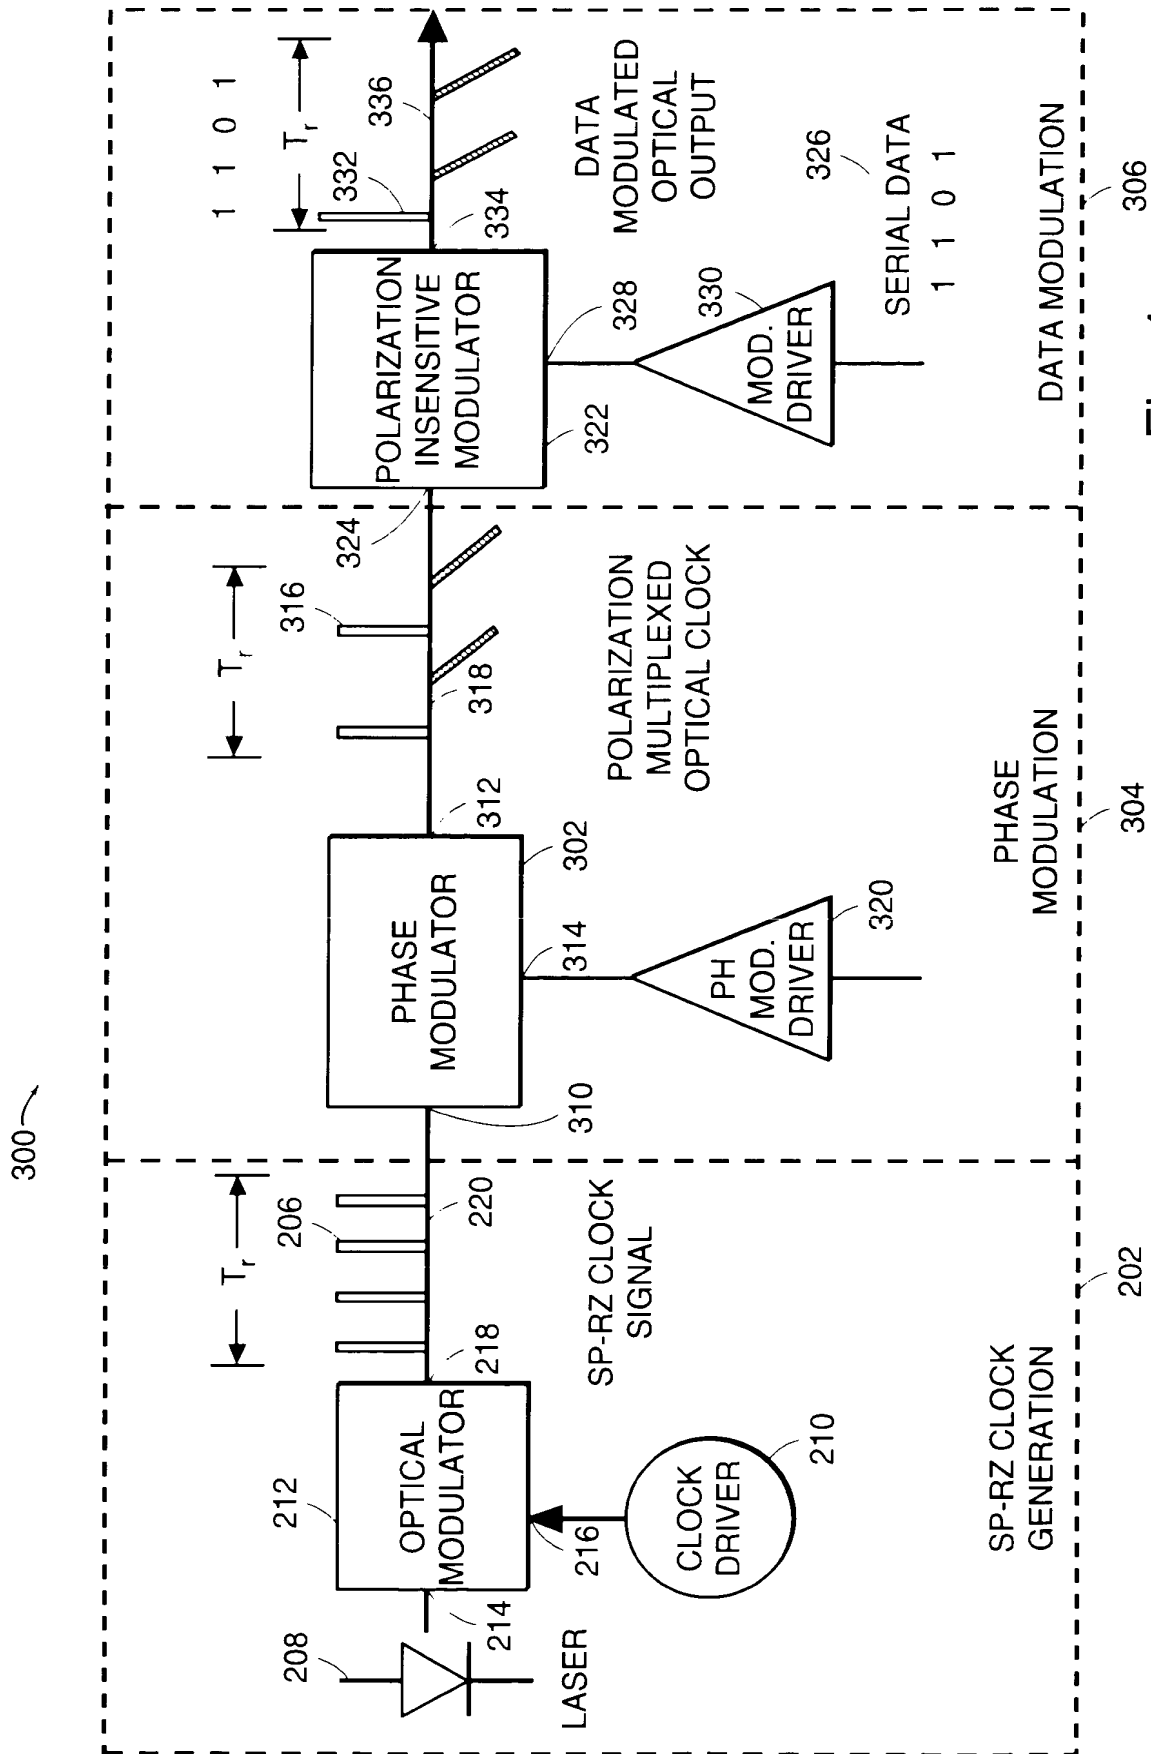 300
T_r
206
220
218
212
OPTICAL
MODULATOR
214
216
208
LASER
CLOCK
DRIVER
210
SP-RZ CLOCK
SIGNAL
SP-RZ CLOCK
GENERATION
202
T_r
316
318
312
302
PHASE
MODULATOR
310
314
PH
MOD.
DRIVER
320
POLARIZATION
MULTIPLEXED
OPTICAL CLOCK
PHASE
MODULATION
304
1 1 0 1
T_r
332
336
334
324
POLARIZATION
INSENSITIVE
MODULATOR
322
328
330
MOD.
DRIVER
DATA
MODULATED
OPTICAL
OUTPUT
326
SERIAL DATA
1 1 0 1
DATA MODULATION
306